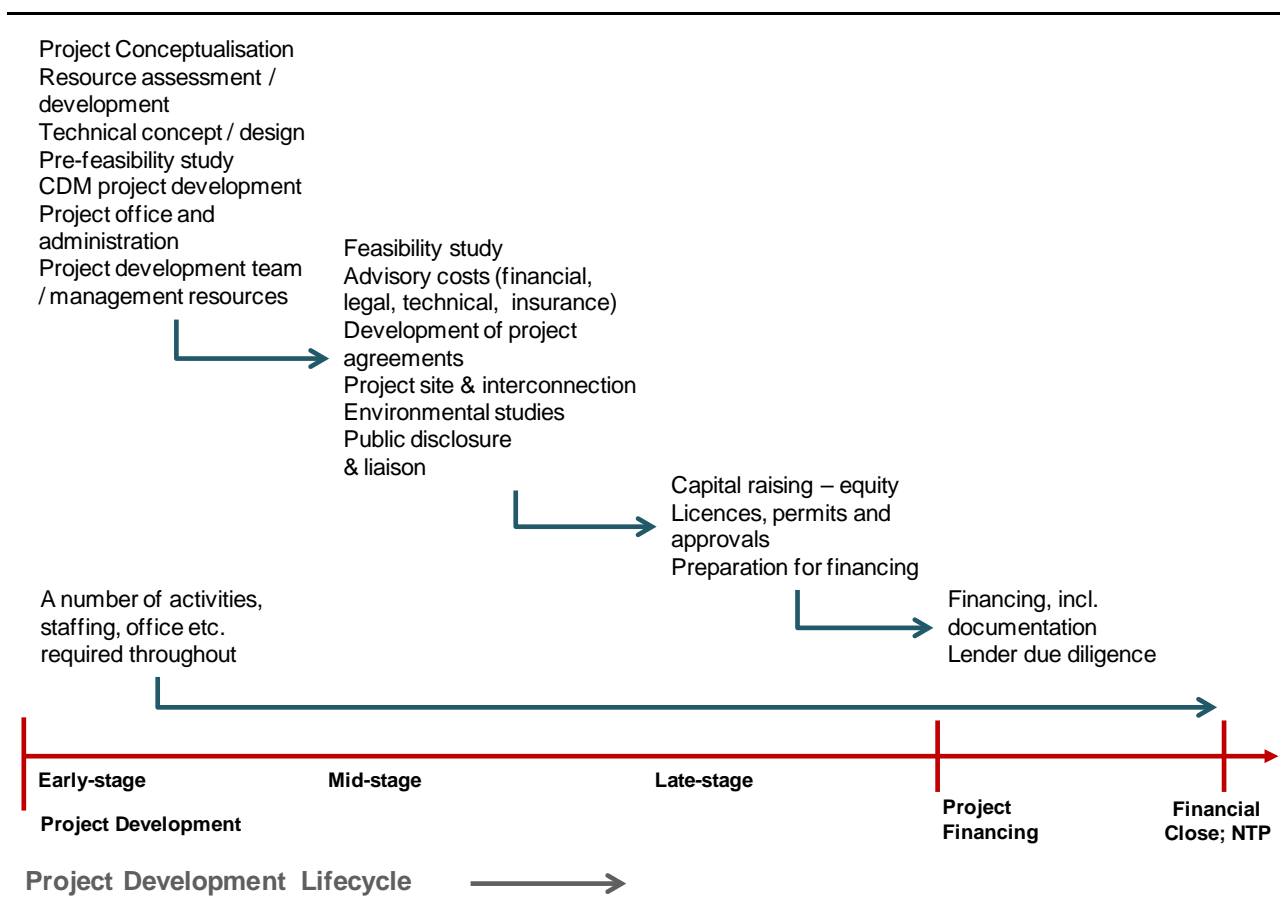 Project Conceptualisation
Resource assessment /
development
Technical concept / design
Pre-feasibility study
CDM project development
Project office and
administration
Project development team
/ management resources
Feasibility study
Advisory costs (financial,
legal, technical, insurance)
Development of project
agreements
Project site & interconnection
Environmental studies
Public disclosure
& liaison
Capital raising – equity
Licences, permits and
approvals
Preparation for financing
Financing, incl.
documentation
Lender due diligence
A number of activities,
staffing, office etc.
required throughout
Early-stage
Mid-stage
Late-stage
Project Development
Project
Financing
Financial
Close; NTP
Project Development Lifecycle